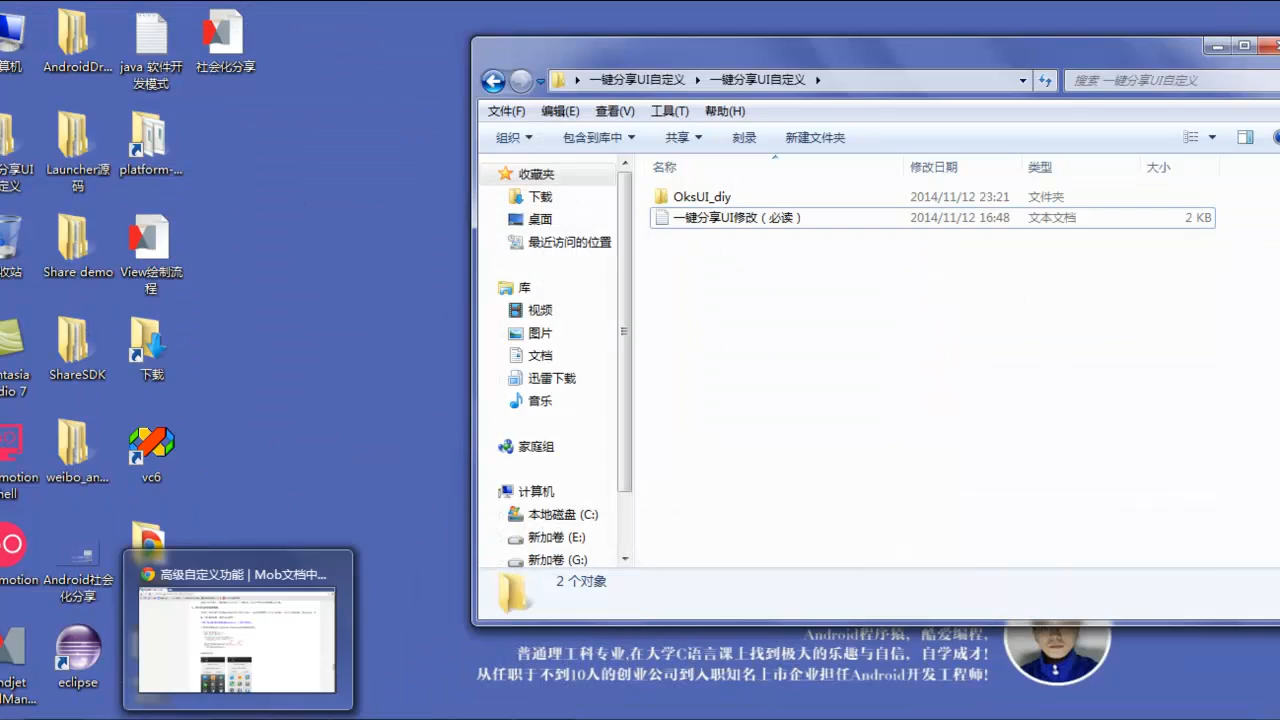 算机
AndroidDr...
java 软件开
发模式
社会化分享
分享UI
定义
Launcher源
码
platform-...
收站
Share demo
View绘制流
程
ntasia
dio 7
ShareSDK
下载
motion
hell
weibo_an...
vc6
motion
Android社会
化分享
ndjet
dMan...
eclipse
高级自定义功能 | Mob文档中...
一键分享UI自定义
一键分享UI自定义
搜索 一键分享UI自定义
文件(F) 编辑(E) 查看(V) 工具(T) 帮助(H)
组织 包含到库中 共享 刻录 新建文件夹
收藏夹
下载
桌面
最近访问的位置
库
视频
图片
文档
迅雷下载
音乐
家庭组
计算机
本地磁盘 (C:)
新加卷 (E:)
新加卷 (G:)
名称 修改日期 类型 大小
OksUI_diy 2014/11/12 23:21 文件夹
一键分享UI修改（必读） 2014/11/12 16:48 文本文档 2 KB
2 个对象
Android程序猿,开发编程
普通理工科专业,在大学C语言课上找到极大的乐趣与自信,自学成才!
从任职于不到10人的创业公司到入职知名上市企业担任Android开发工程师!